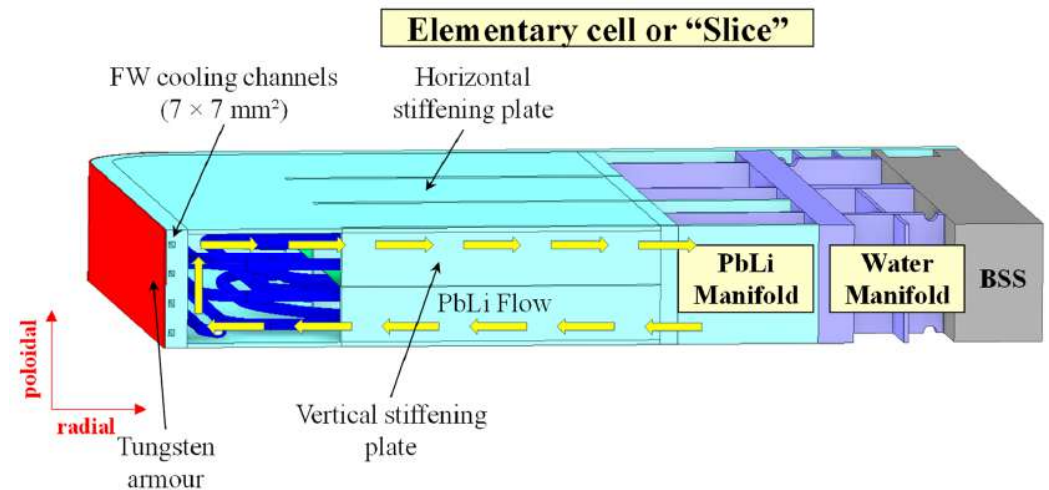 Elementary cell or “Slice”
FW cooling channels
(7 × 7 mm²)
Horizontal
stiffening plate
PbLi
Manifold
Water
Manifold
BSS
PbLi Flow
poloidal
radial
Tungsten
armour
Vertical stiffening
plate